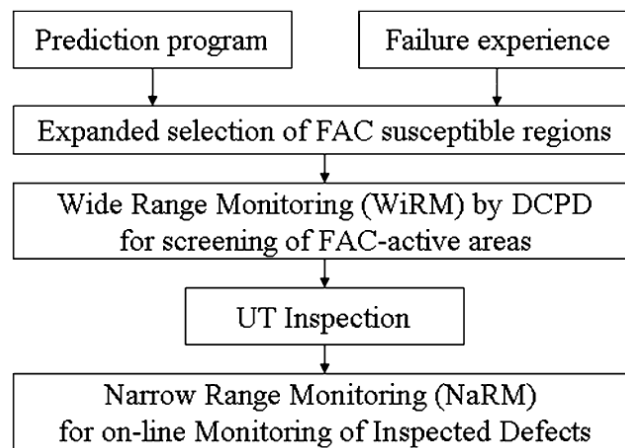 Prediction program
Failure experience
Expanded selection of FAC susceptible regions
Wide Range Monitoring (WiRM) by DCPD
for screening of FAC-active areas
UT Inspection
Narrow Range Monitoring (NaRM)
for on-line Monitoring of Inspected Defects